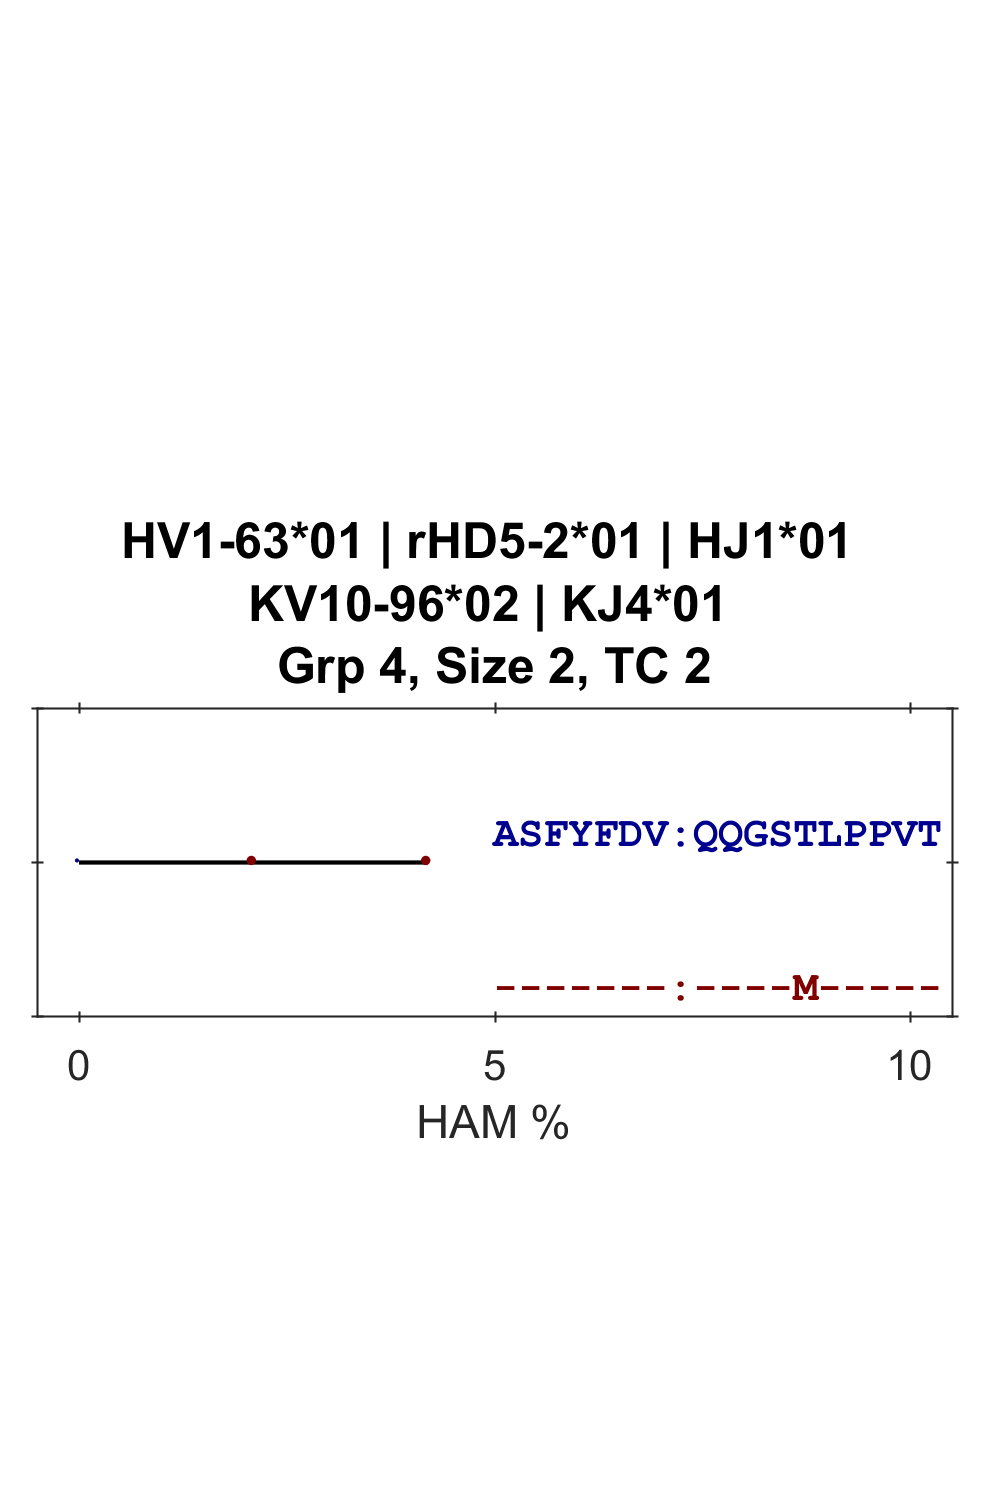 HV1-63*01 | rHD5-2*01 | HJ1*01
KV10-96*02 | KJ4*01
Grp 4, Size 2, TC 2
ASFYFDV:QQGSTLPPVT
-------:----M-----
0 5 10
HAM %